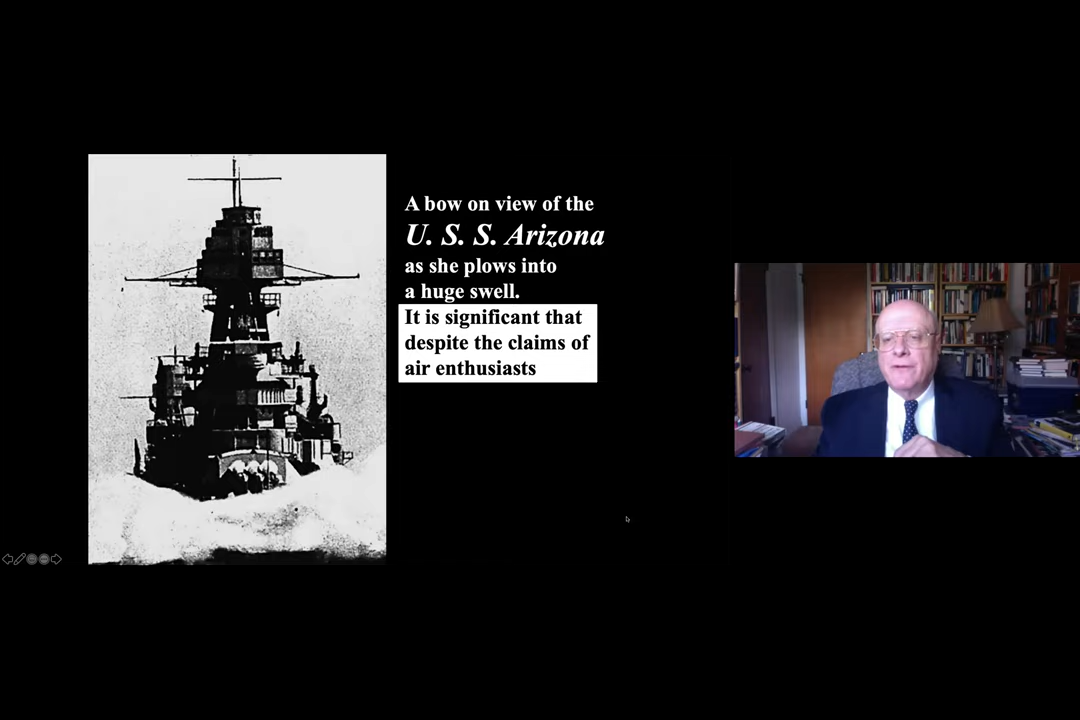 A bow on view of the
U. S. S. Arizona
as she plows into
a huge swell.
It is significant that
despite the claims of
air enthusiasts